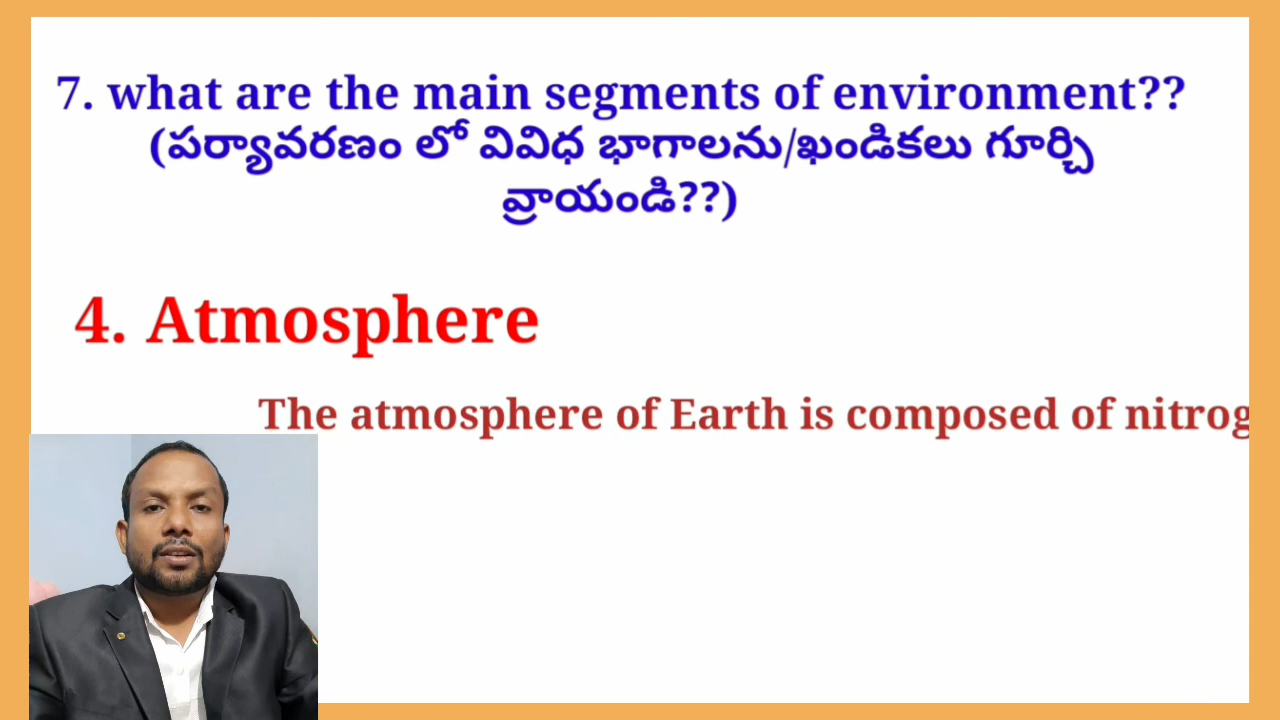 7. what are the main segments of environment??
(పర్యావరణం లో వివిధ భాగాలను/ఖండికలు గూర్చి
వ్రాయండి??)
4. Atmosphere
The atmosphere of Earth is composed of nitrog